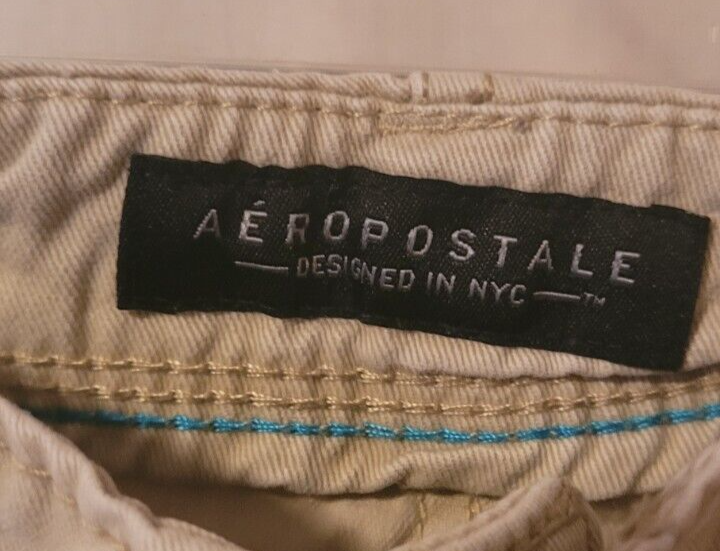 AÉROPOSTALE
DESIGNED IN NYC ™